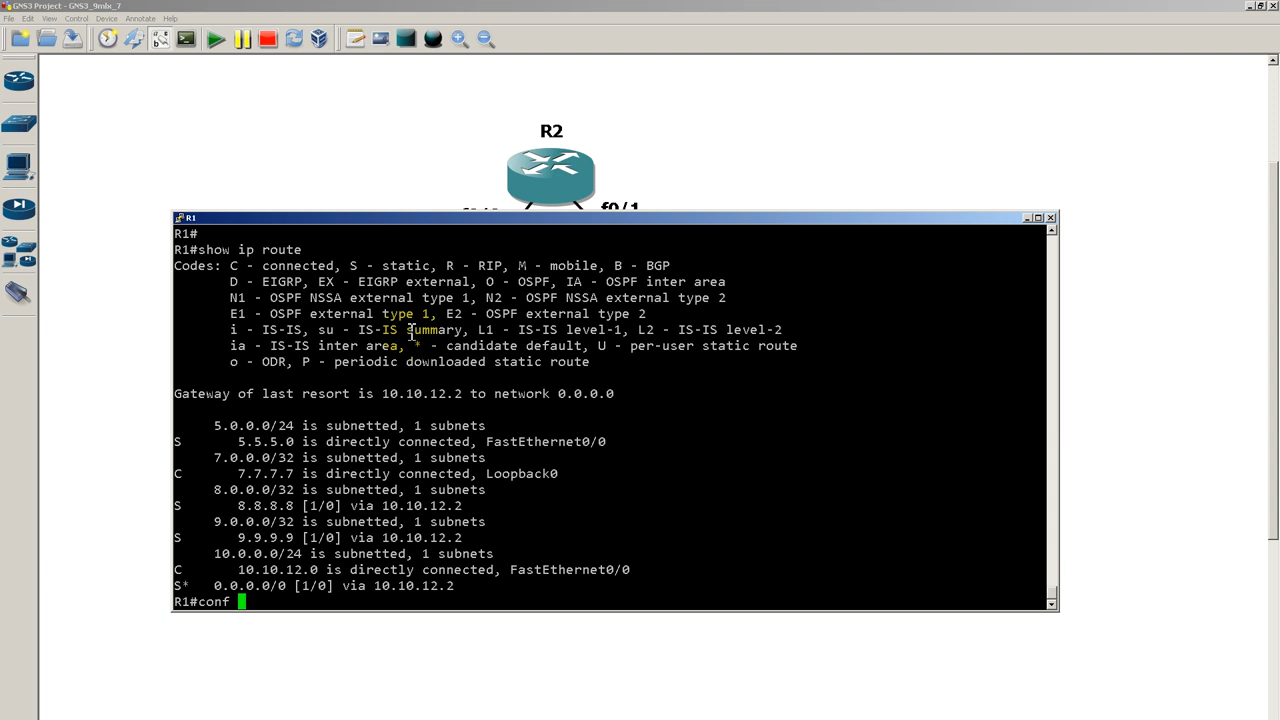 GNS3 Project - GNS3_9mlx_7
File Edit View Control Device Annotate Help
R2
f0/1
R1
R1#
R1#show ip route
Codes: C - connected, S - static, R - RIP, M - mobile, B - BGP
D - EIGRP, EX - EIGRP external, O - OSPF, IA - OSPF inter area
N1 - OSPF NSSA external type 1, N2 - OSPF NSSA external type 2
E1 - OSPF external type 1, E2 - OSPF external type 2
i - IS-IS, su - IS-IS summary, L1 - IS-IS level-1, L2 - IS-IS level-2
ia - IS-IS inter area, * - candidate default, U - per-user static route
o - ODR, P - periodic downloaded static route
Gateway of last resort is 10.10.12.2 to network 0.0.0.0
5.0.0.0/24 is subnetted, 1 subnets
S 5.5.5.0 is directly connected, FastEthernet0/0
7.0.0.0/32 is subnetted, 1 subnets
C 7.7.7.7 is directly connected, Loopback0
8.0.0.0/32 is subnetted, 1 subnets
S 8.8.8.8 [1/0] via 10.10.12.2
9.0.0.0/32 is subnetted, 1 subnets
S 9.9.9.9 [1/0] via 10.10.12.2
10.0.0.0/24 is subnetted, 1 subnets
C 10.10.12.0 is directly connected, FastEthernet0/0
S* 0.0.0.0/0 [1/0] via 10.10.12.2
R1#conf